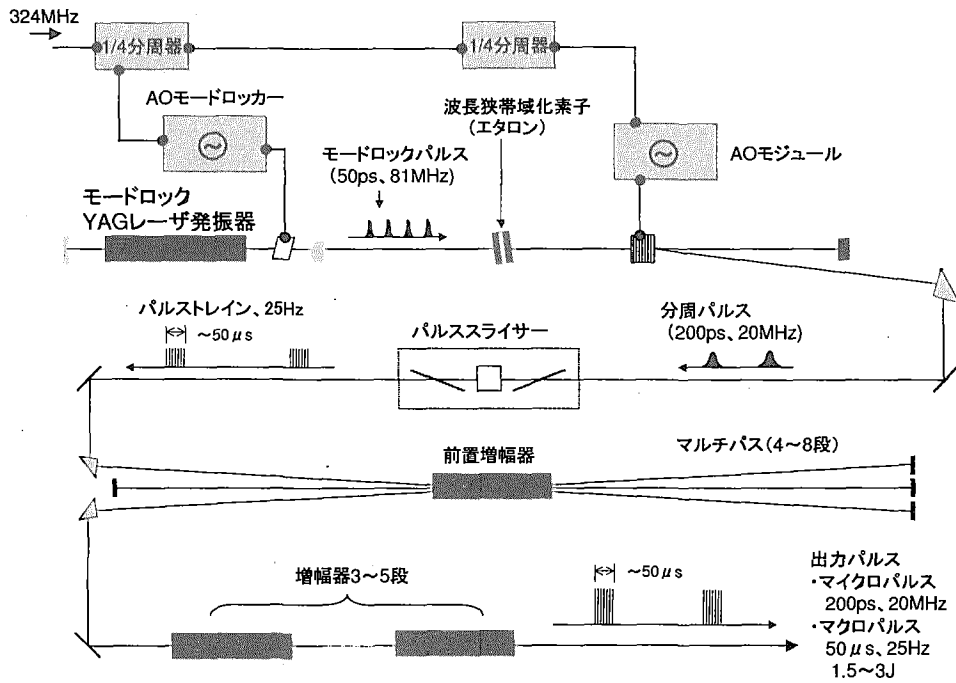 324MHz
1/4分周器
1/4分周器
AOモードロッカー
波長狭帯域化素子
(エタロン)
モードロックパルス
(50ps、81MHz)
AOモジュール
モードロック
YAGレーザ発振器
パルストレイン、25Hz
～50μs
パルススライサー
分周パルス
(200ps、20MHz)
前置増幅器
マルチパス(4～8段)
増幅器3～5段
～50μs
出力パルス
・マイクロパルス
200ps、20MHz
・マクロパルス
50μs、25Hz
1.5～3J